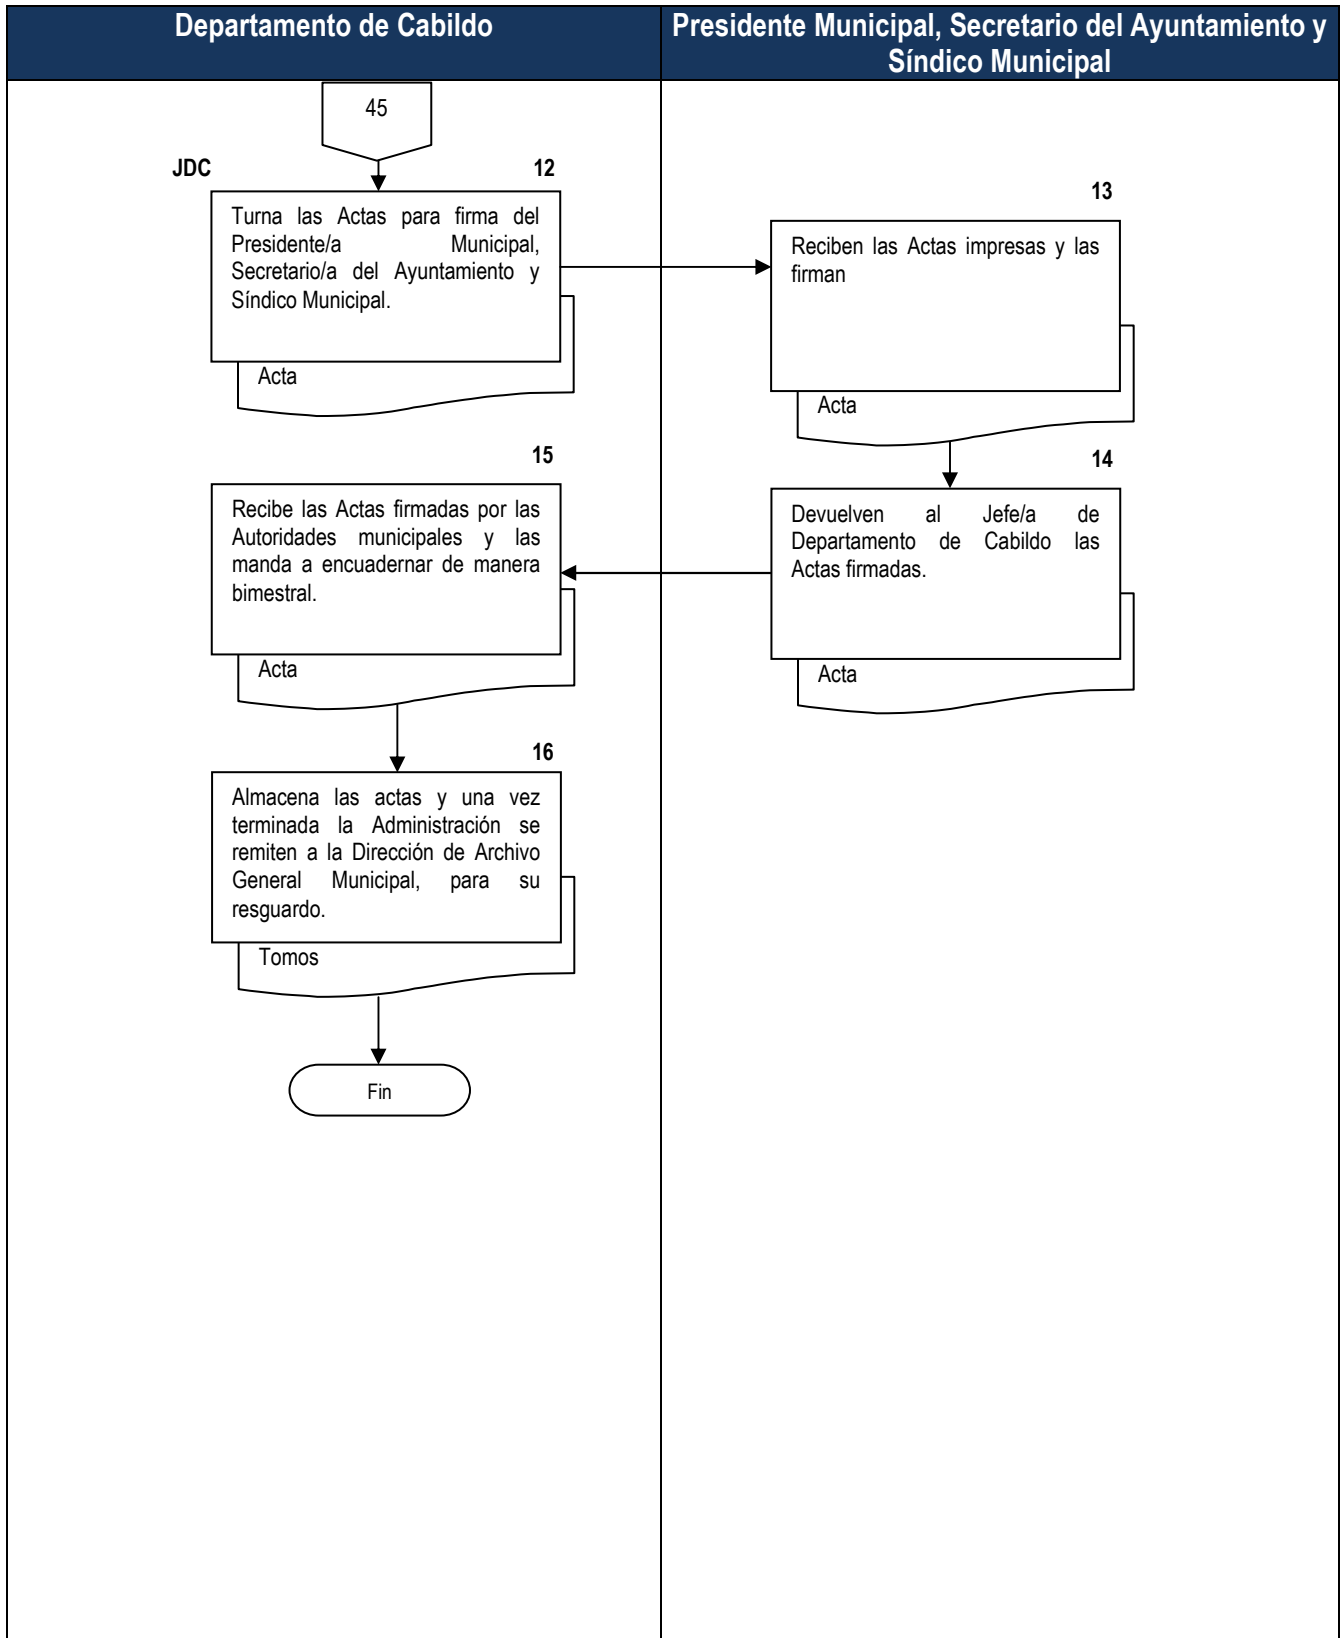 Departamento de Cabildo
Presidente Municipal, Secretario del Ayuntamiento y
Síndico Municipal
45
JDC
12
Turna las Actas para firma del
Presidente/a Municipal,
Secretario/a del Ayuntamiento y
Síndico Municipal.
Acta
13
Reciben las Actas impresas y las
firman
Acta
14
Devuelven al Jefe/a de
Departamento de Cabildo las
Actas firmadas.
Acta
15
Recibe las Actas firmadas por las
Autoridades municipales y las
manda a encuadernar de manera
bimestral.
Acta
16
Almacena las actas y una vez
terminada la Administración se
remiten a la Dirección de Archivo
General Municipal, para su
resguardo.
Tomos
Fin